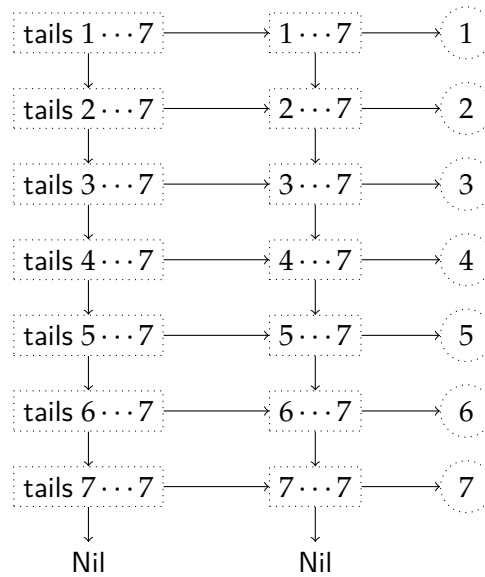 tails 1 ··· 7 1 ··· 7 1
tails 2 ··· 7 2 ··· 7 2
tails 3 ··· 7 3 ··· 7 3
tails 4 ··· 7 4 ··· 7 4
tails 5 ··· 7 5 ··· 7 5
tails 6 ··· 7 6 ··· 7 6
tails 7 ··· 7 7 ··· 7 7
Nil Nil